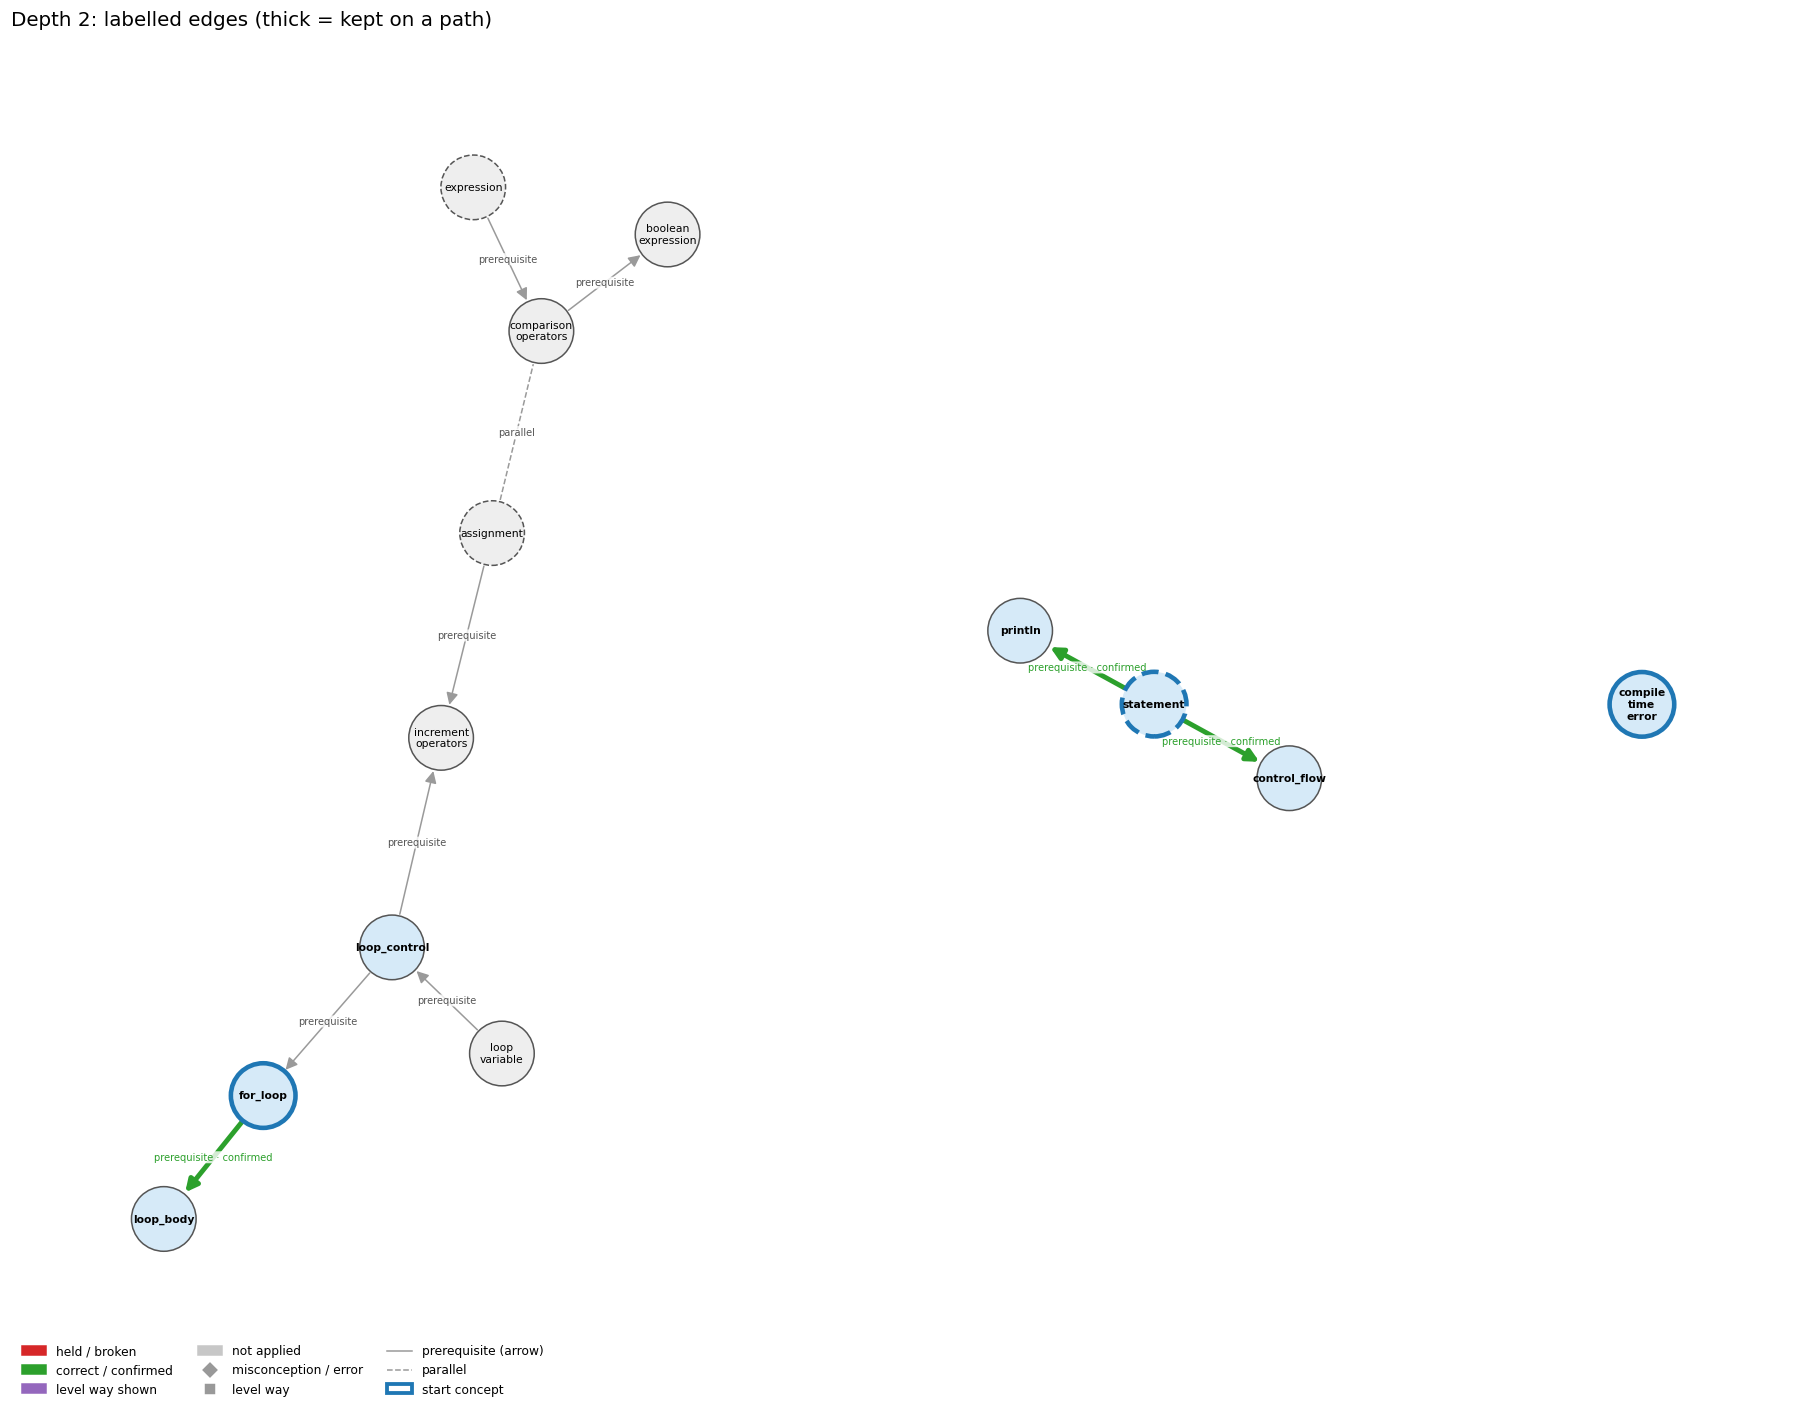 Depth 2: labelled edges (thick = kept on a path)
expression
boolean
expression
prerequisite
prerequisite
comparison
operators
parallel
assignment
prerequisite
println
prerequisite · confirmed
statement
compile
time
error
prerequisite · confirmed
control_flow
increment
operators
prerequisite
loop_control
prerequisite
prerequisite
loop
variable
for_loop
prerequisite · confirmed
loop_body
held / broken
correct / confirmed
level way shown
not applied
misconception / error
level way
prerequisite (arrow)
parallel
start concept